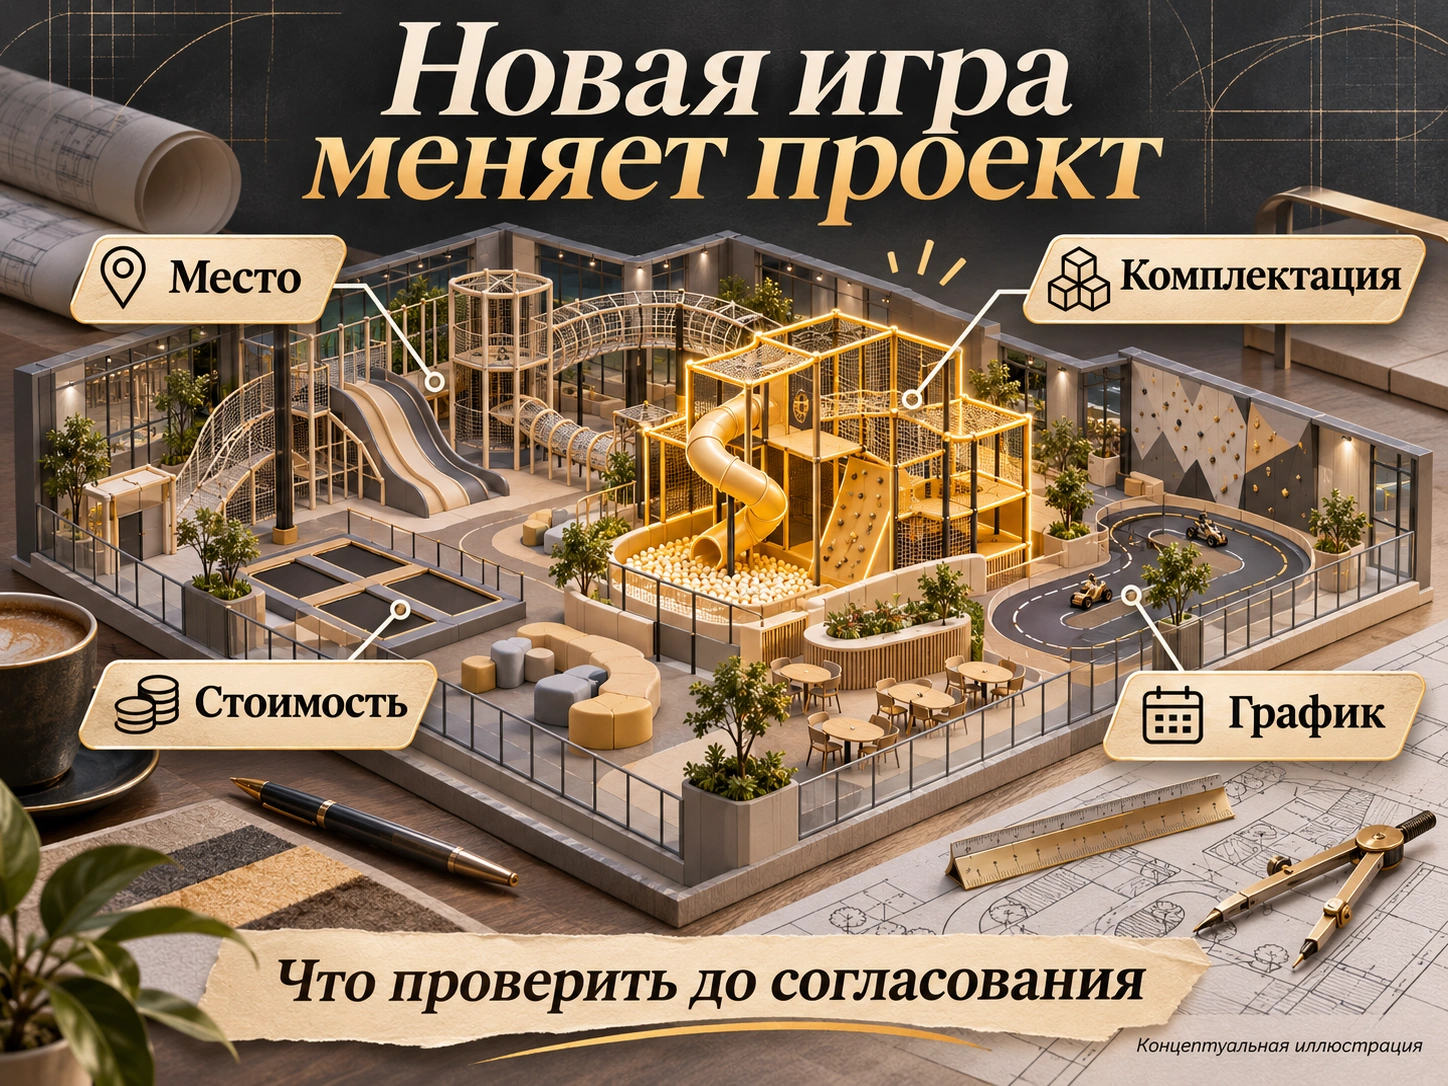 Новая игра
меняет проект
Место
Комплектация
Стоимость
График
Что проверить до согласования
Концептуальная иллюстрация